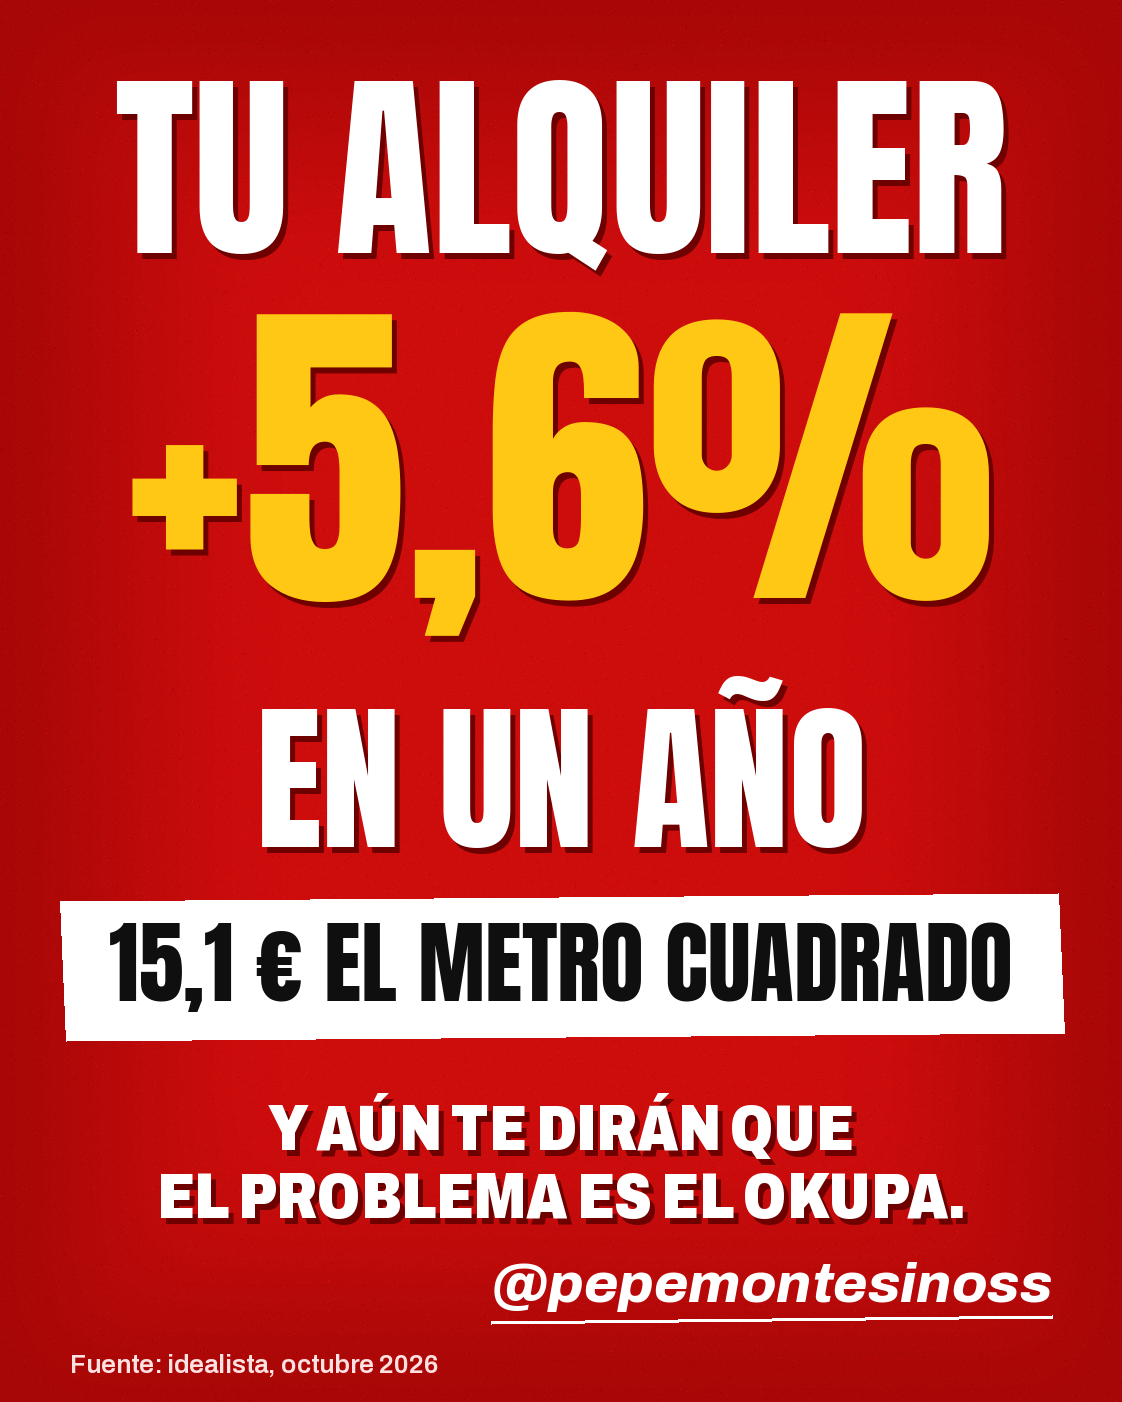 TU ALQUILER
+5,6%
EN UN AÑO
15,1 € EL METRO CUADRADO
Y AÚN TE DIRÁN QUE
EL PROBLEMA ES EL OKUPA.
@pepemontesinoss
Fuente: idealista, octubre 2026